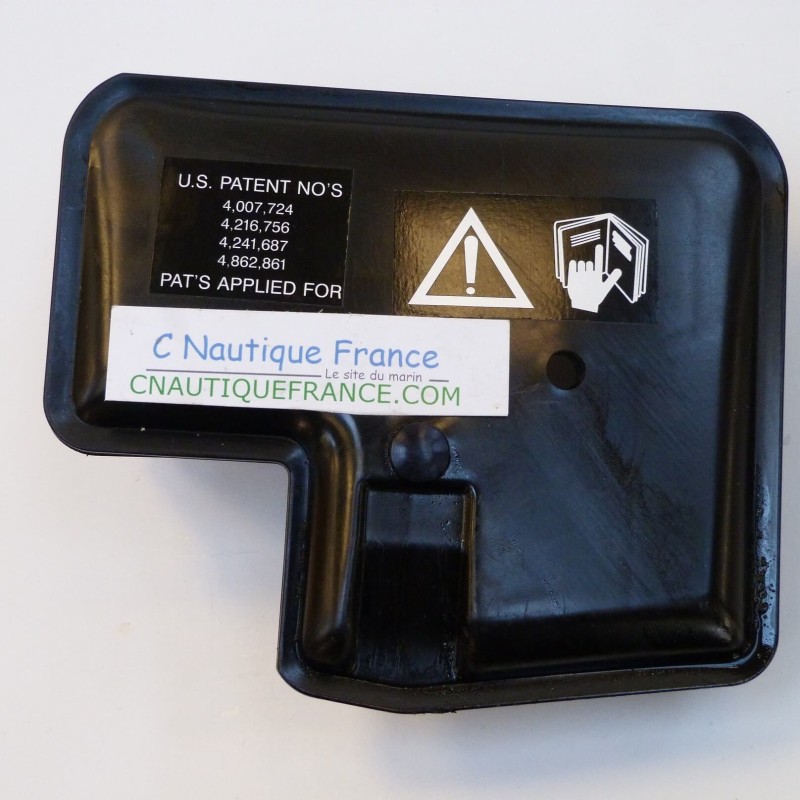 U.S. PATENT NO'S
4,007,724
4,216,756
4,241,687
4,862,861
PAT'S APPLIED FOR
C Nautique France
Le site du marin
CNAUTIQUEFRANCE.COM